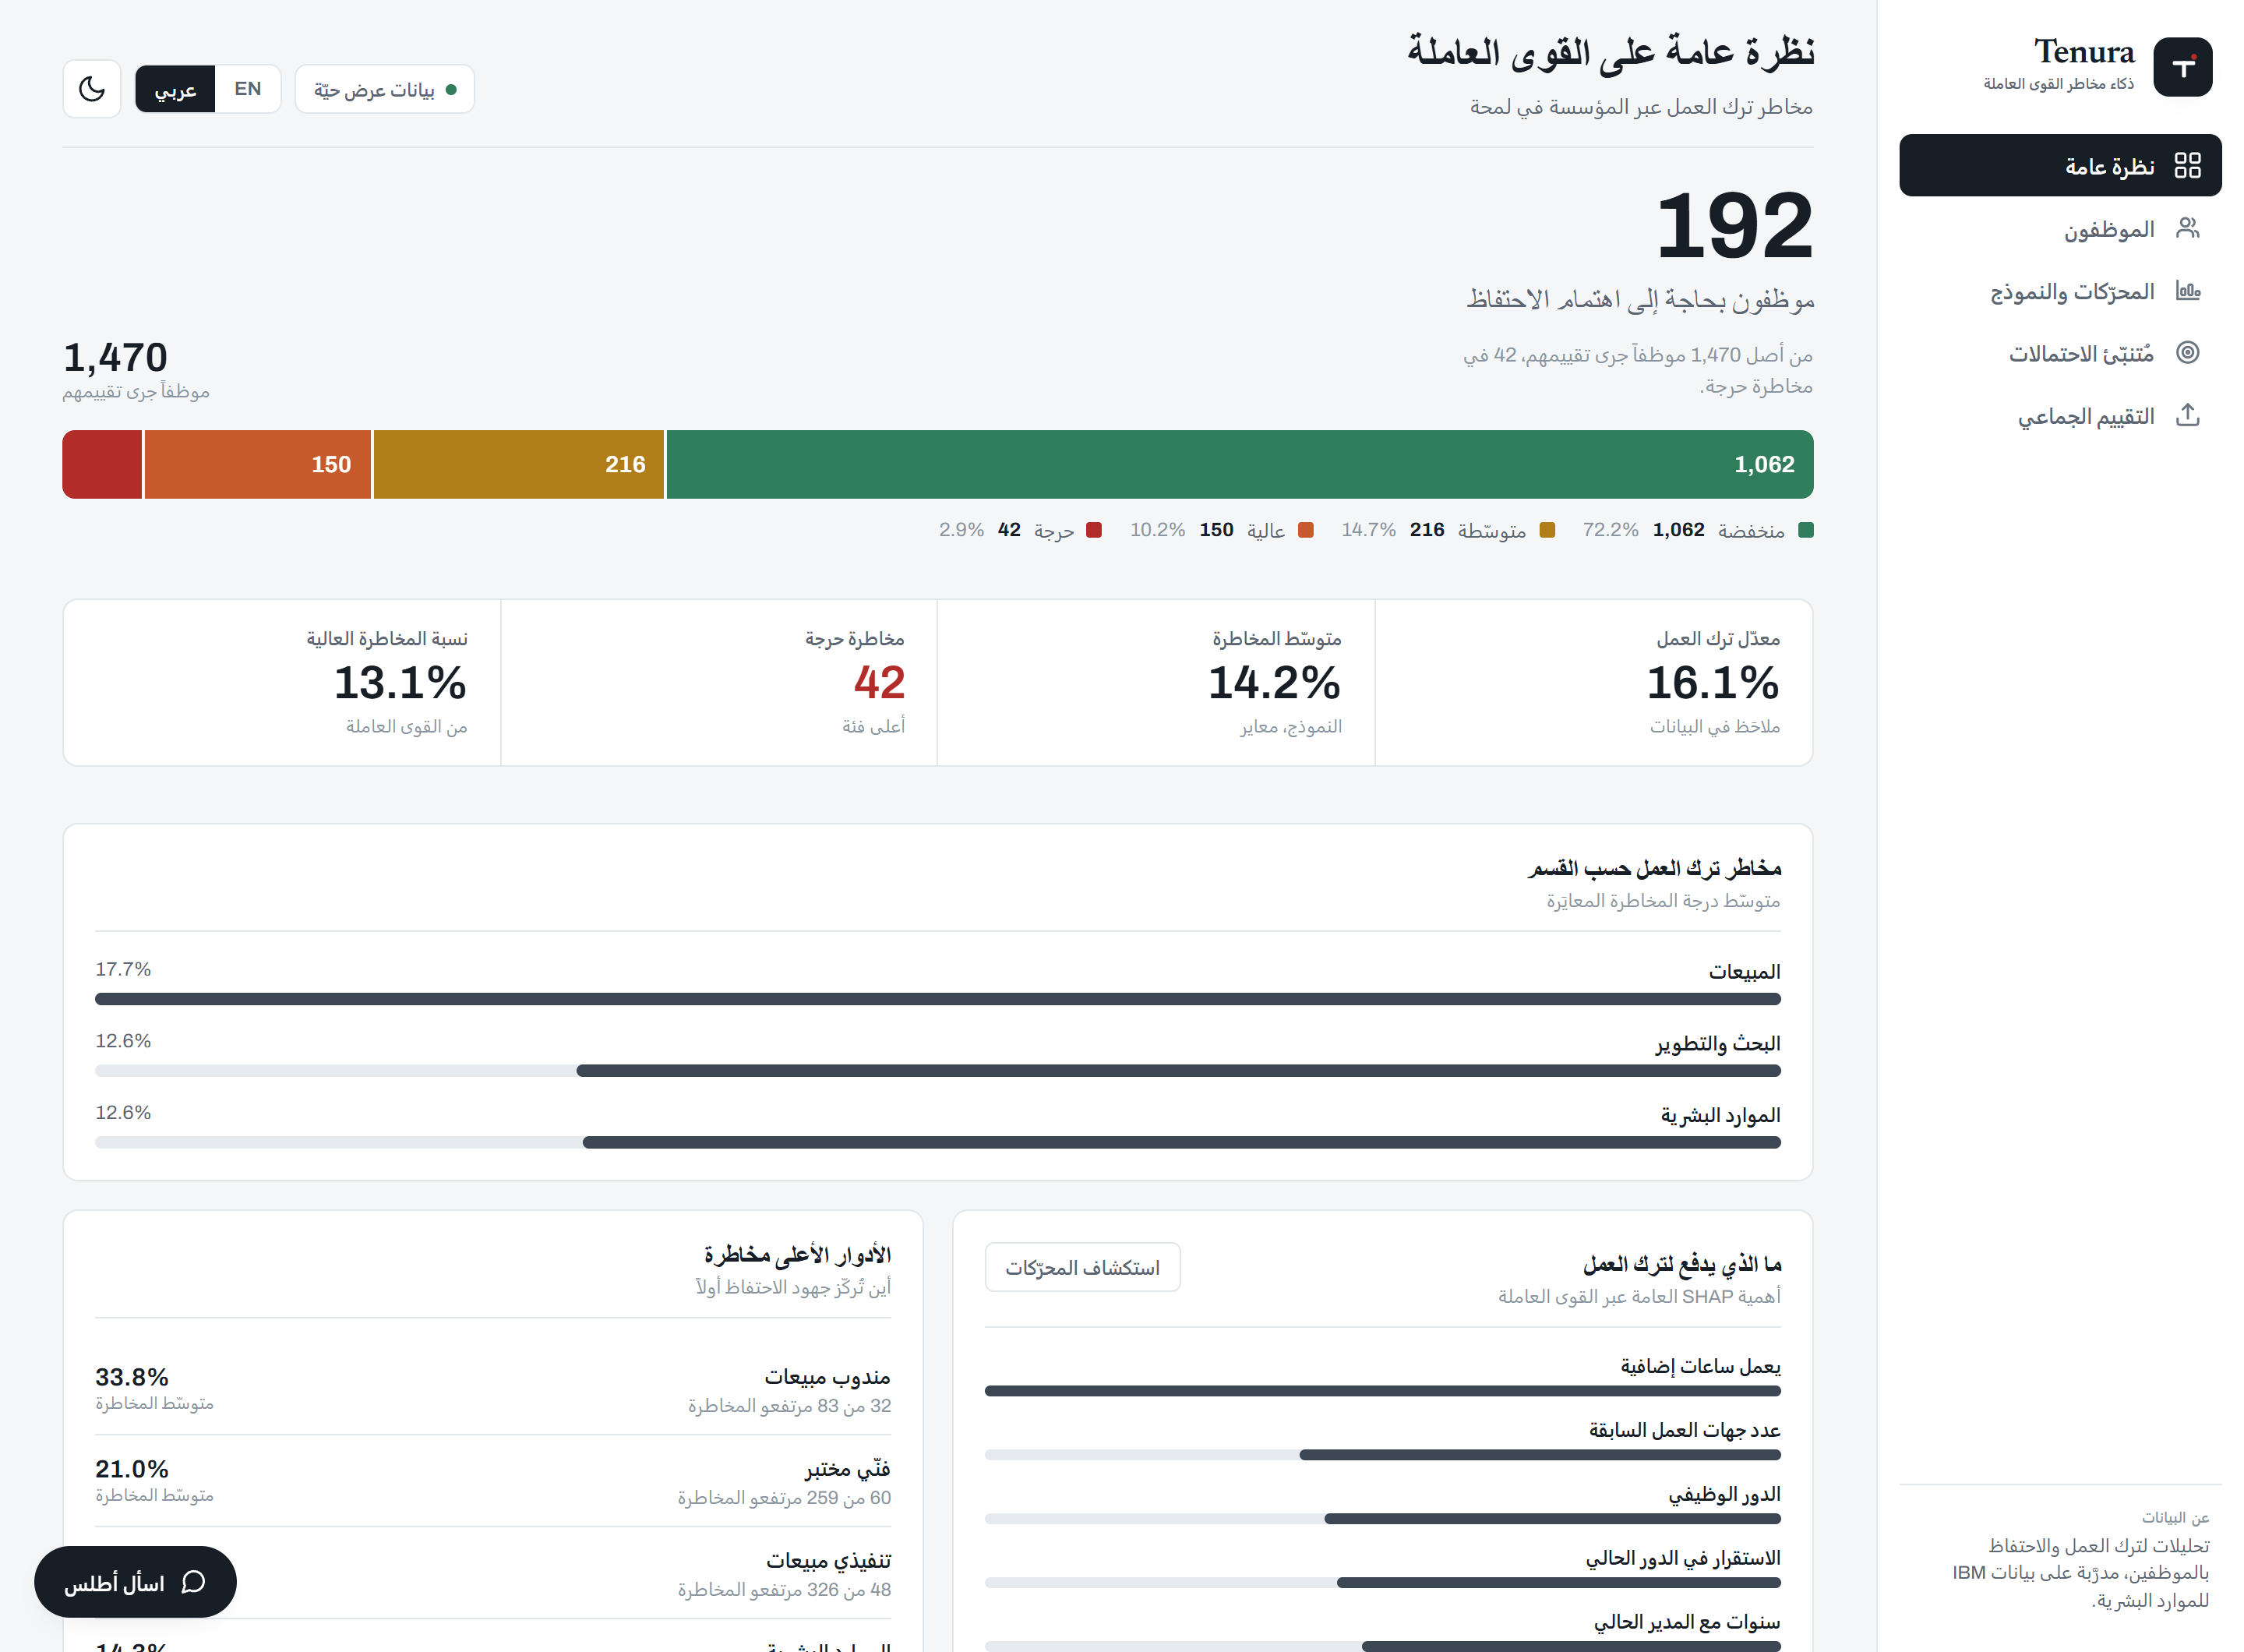 Tenura
ذكاء مخاطر القوى العاملة
نظرة عامة
الموظفون
المحرّكات والنموذج
مُتنبّئ الاحتمالات
التقييم الجماعي
عن البيانات
تحليلات لترك العمل والاحتفاظ
بالموظفين، مدرَّبة على بيانات IBM
للموارد البشرية.
نظرة عامة على القوى العاملة
مخاطر ترك العمل عبر المؤسسة في لمحة
بيانات عرض حيّة
EN
عربي
192
موظفون بحاجة إلى اهتمام الاحتفاظ
من أصل 1,470 موظفاً جرى تقييمهم، 42 في
مخاطرة حرجة.
1,470
موظفاً جرى تقييمهم
1,062
216
150
منخفضة 1,062 72.2%
متوسّطة 216 14.7%
عالية 150 10.2%
حرجة 42 2.9%
معدّل ترك العمل
16.1%
ملاحَظ في البيانات
متوسّط المخاطرة
14.2%
النموذج، معاير
مخاطرة حرجة
42
أعلى فئة
نسبة المخاطرة العالية
13.1%
من القوى العاملة
مخاطر ترك العمل حسب القسم
متوسّط درجة المخاطرة المعايَرة
المبيعات 17.7%
البحث والتطوير 12.6%
الموارد البشرية 12.6%
ما الذي يدفع لترك العمل
أهمية SHAP العامة عبر القوى العاملة
استكشاف المحرّكات
يعمل ساعات إضافية
عدد جهات العمل السابقة
الدور الوظيفي
الاستقرار في الدور الحالي
سنوات مع المدير الحالي
الأدوار الأعلى مخاطرة
أين تُركّز جهود الاحتفاظ أولاً
مندوب مبيعات 33.8%
32 من 83 مرتفعو المخاطرة متوسّط المخاطرة
فنّي مختبر 21.0%
60 من 259 مرتفعو المخاطرة متوسّط المخاطرة
تنفيذي مبيعات
48 من 326 مرتفعو المخاطرة
اسأل أطلس